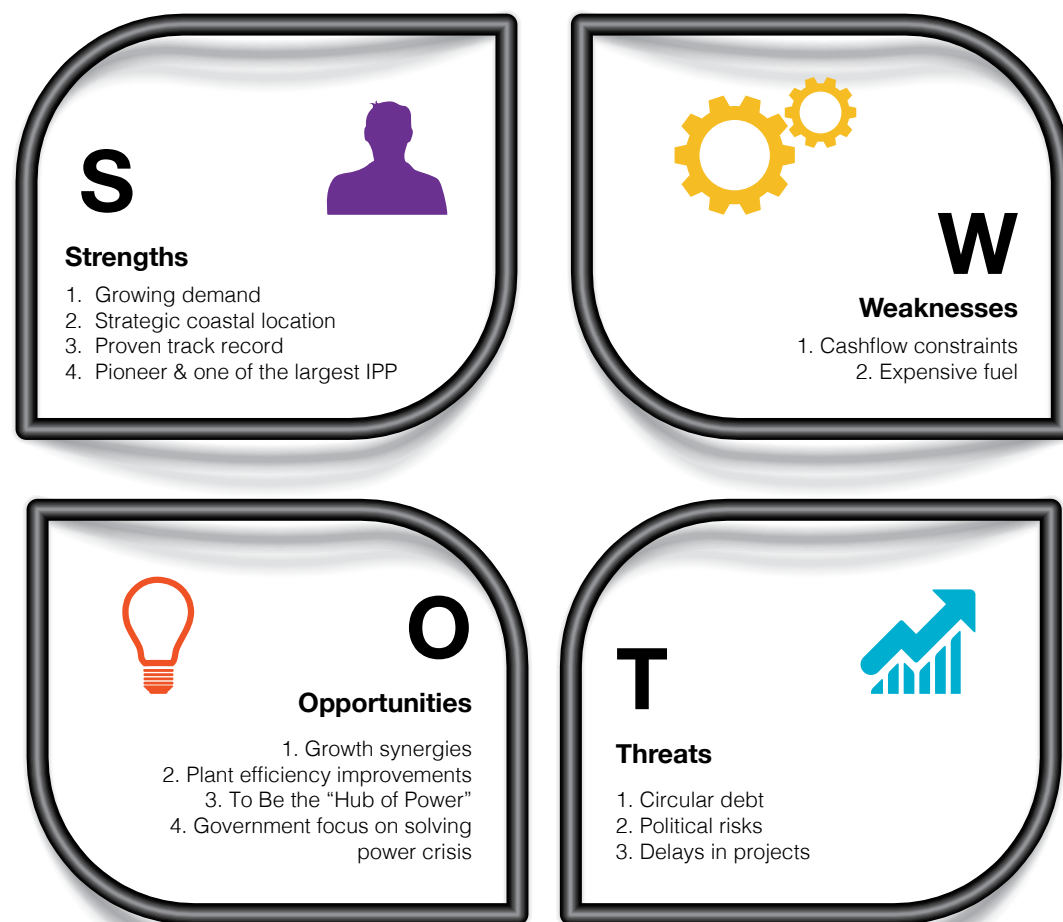 S
Strengths
1. Growing demand
2. Strategic coastal location
3. Proven track record
4. Pioneer & one of the largest IPP
W
Weaknesses
1. Cashflow constraints
2. Expensive fuel
O
Opportunities
1. Growth synergies
2. Plant efficiency improvements
3. To Be the “Hub of Power”
4. Government focus on solving
power crisis
T
Threats
1. Circular debt
2. Political risks
3. Delays in projects